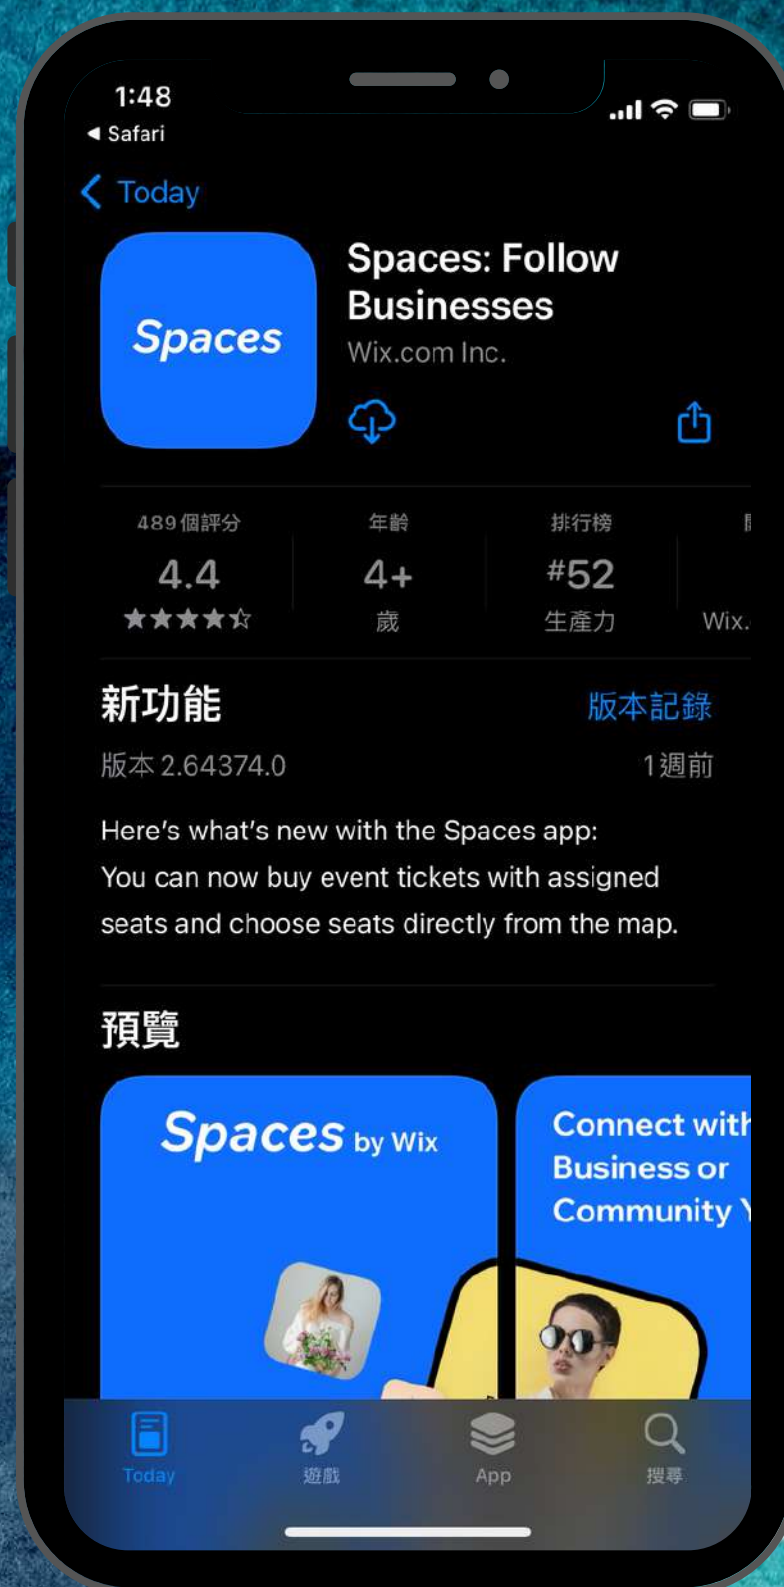 1:48
Safari
Today
Spaces
Spaces: Follow
Businesses
Wix.com Inc.
489 個評分
年齡
排行榜
4.4
4+
#52
歲
生產力
Wix.
新功能
版本記錄
版本 2.64374.0
1 週前
Here's what's new with the Spaces app:
You can now buy event tickets with assigned
seats and choose seats directly from the map.
預覽
Spaces by Wix
Connect with
Business or
Community
Today
遊戲
App
搜尋